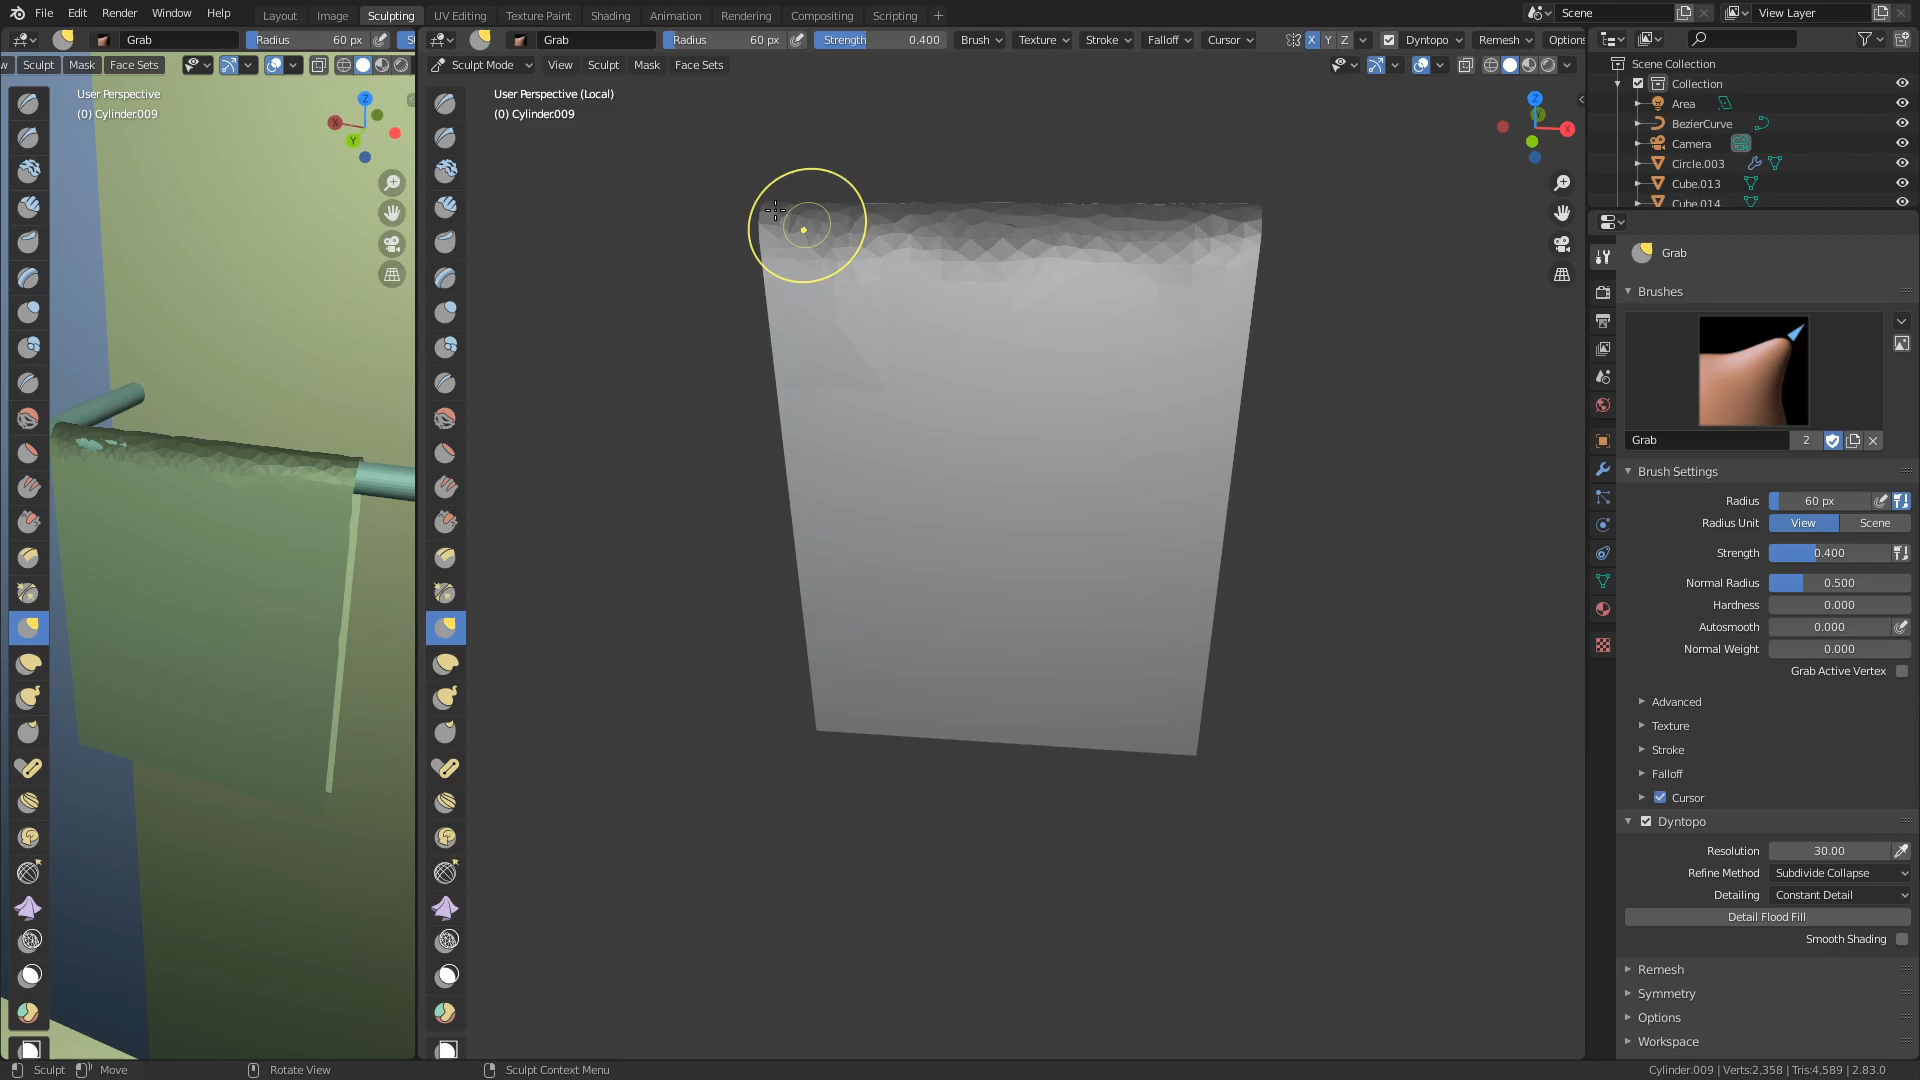 File Edit Render Window Help
Layout Image Sculpting UV Editing Texture Paint Shading Animation Rendering Compositing Scripting +
Scene
View Layer
Grab Radius 60 px
Grab Radius 60 px Strength 0.400 Brush Texture Stroke Falloff Cursor X Y Z Dyntopo Remesh Options
Sculpt Mask Face Sets
Sculpt Mode View Sculpt Mask Face Sets
User Perspective
(0) Cylinder.009
User Perspective (Local)
(0) Cylinder.009
Scene Collection
Collection
Area
BezierCurve
Camera
Circle.003
Cube.013
Cube.014
Grab
Brushes
Grab 2
Brush Settings
Radius 60 px
Radius Unit View Scene
Strength 0.400
Normal Radius 0.500
Hardness 0.000
Autosmooth 0.000
Normal Weight 0.000
Grab Active Vertex
Advanced
Texture
Stroke
Falloff
Cursor
Dyntopo
Resolution 30.00
Refine Method Subdivide Collapse
Detailing Constant Detail
Detail Flood Fill
Smooth Shading
Remesh
Symmetry
Options
Workspace
Sculpt Move Rotate View Sculpt Context Menu
Cylinder.009 | Verts:2,358 | Tris:4,589 | 2.83.0